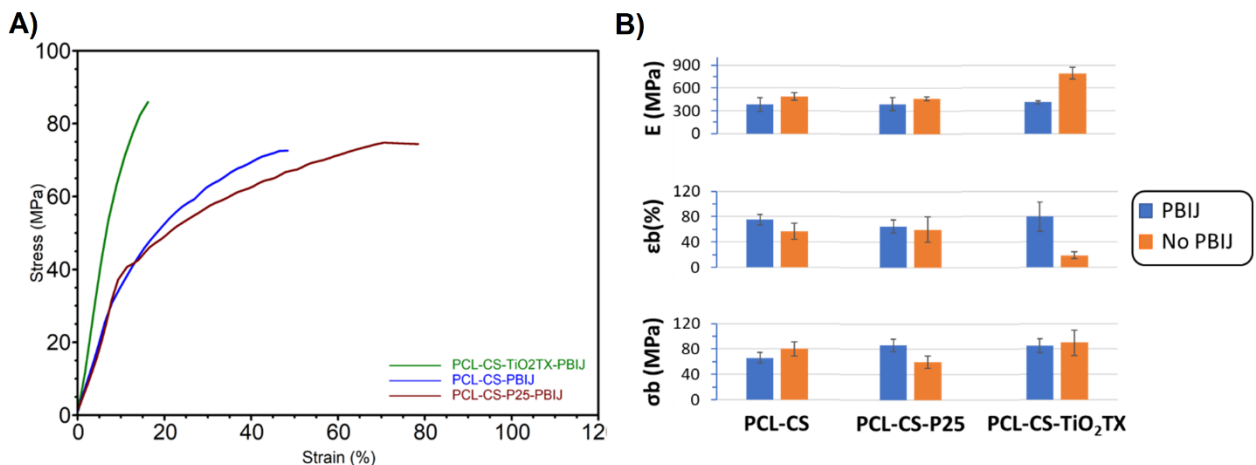 A)
100
80
60
40
20
0
Stress (MPa)
0 20 40 60 80 100 12
Strain (%)
PCL-CS-TiO2TX-PBIJ
PCL-CS-PBIJ
PCL-CS-P25-PBIJ
B)
E (MPa)
900
600
300
0
εb(%)
120
80
40
0
σb (MPa)
120
80
40
0
PCL-CS PCL-CS-P25 PCL-CS-TiO₂TX
PBIJ
No PBIJ